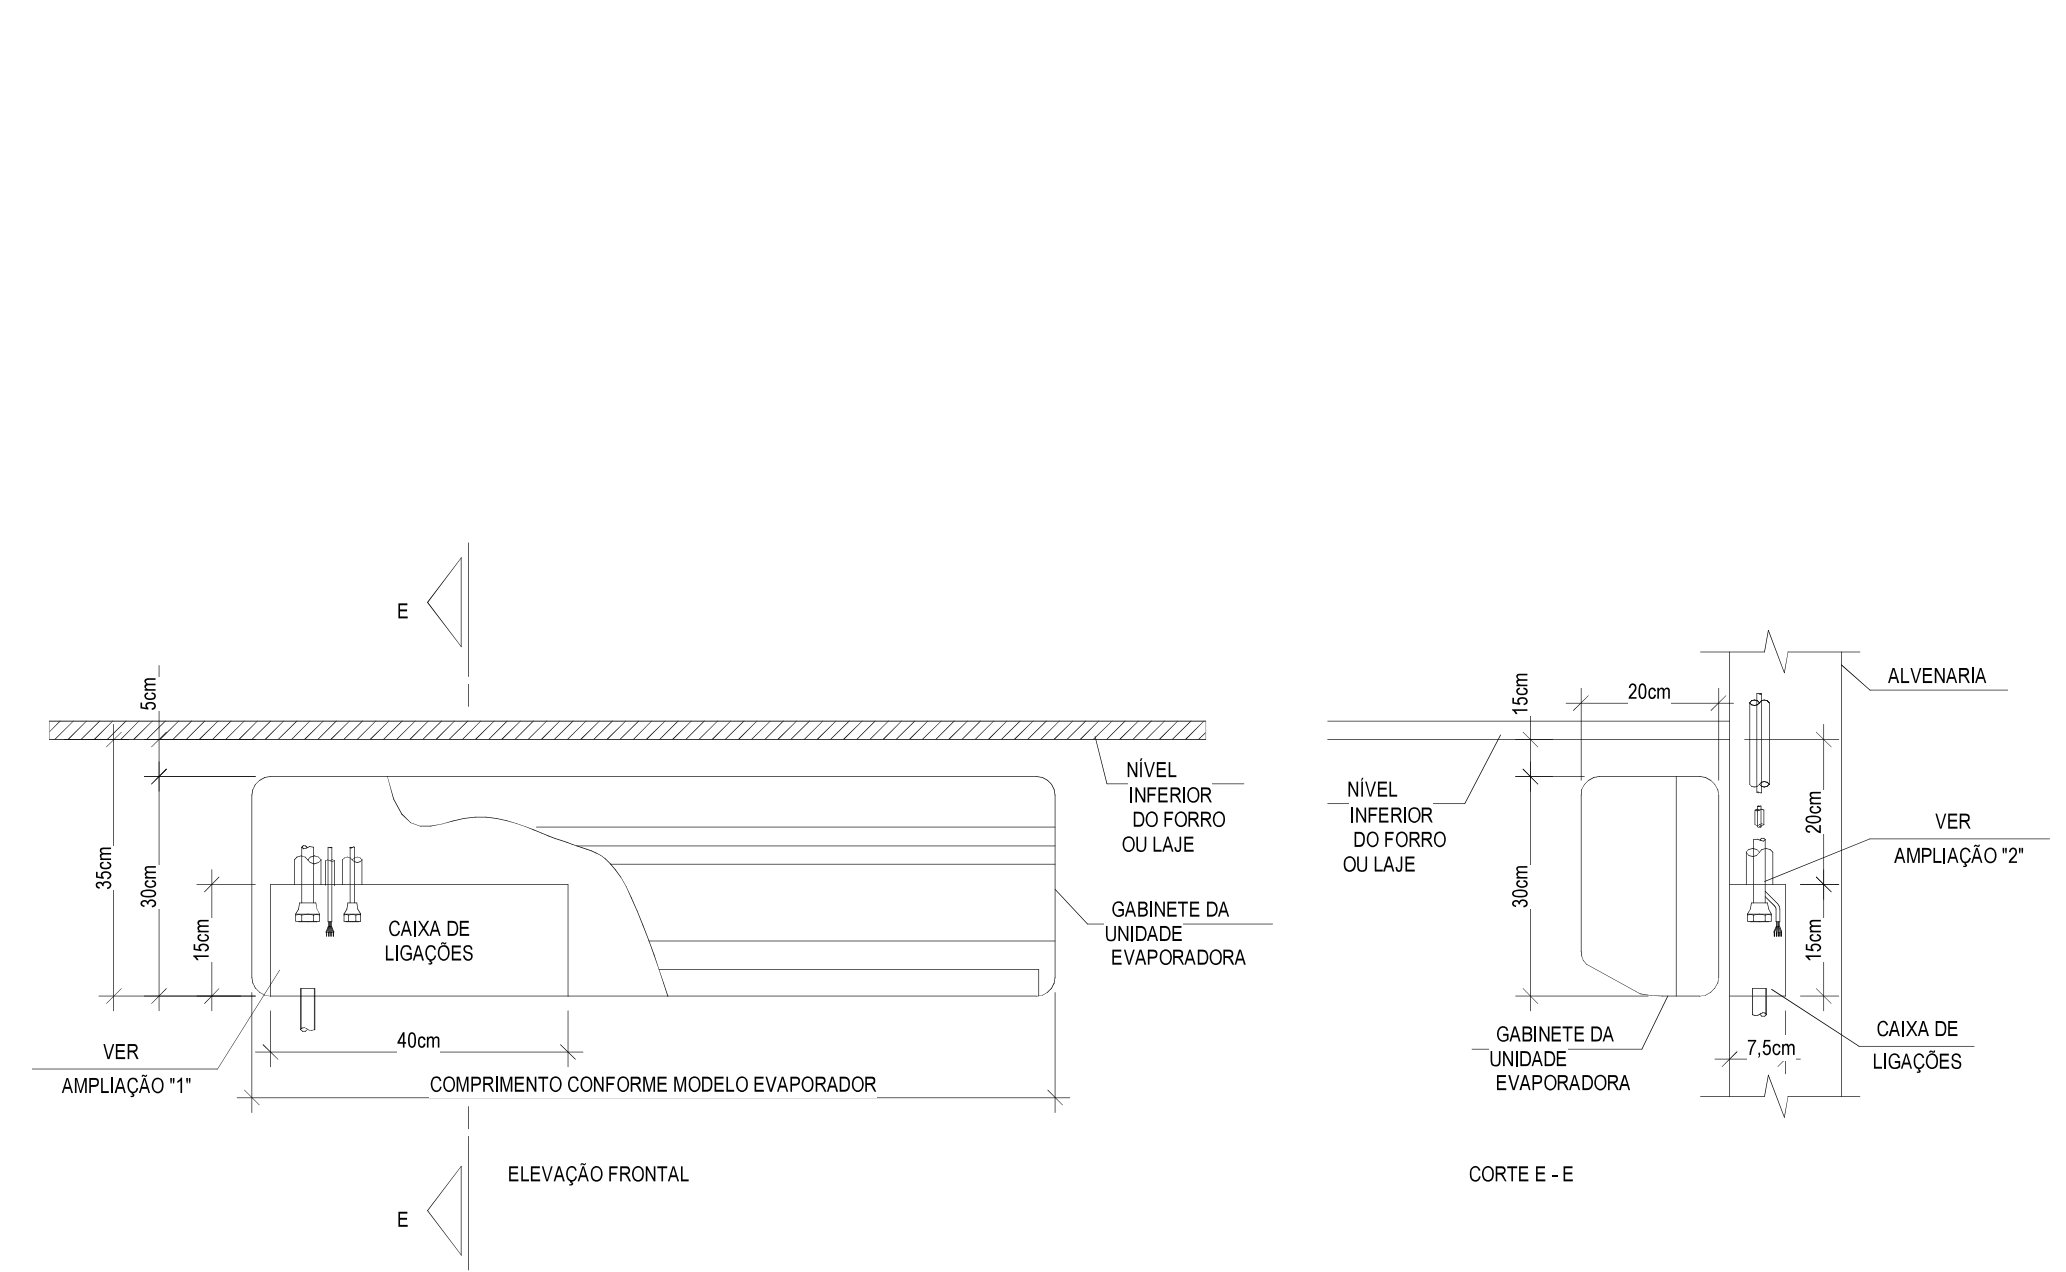 E
5cm
35cm
30cm
15cm
CAIXA DE
LIGAÇÕES
40cm
VER
AMPLIAÇÃO "1"
COMPRIMENTO CONFORME MODELO EVAPORADOR
NÍVEL
INFERIOR
DO FORRO
OU LAJE
GABINETE DA
UNIDADE
EVAPORADORA
ELEVAÇÃO FRONTAL
E
15cm
20cm
ALVENARIA
NÍVEL
INFERIOR
DO FORRO
OU LAJE
30cm
20cm
VER
AMPLIAÇÃO "2"
15cm
GABINETE DA
UNIDADE
EVAPORADORA
7,5cm
CAIXA DE
LIGAÇÕES
CORTE E - E